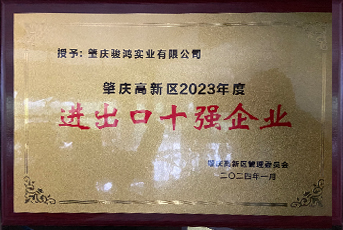 授予：肇庆骏鸿实业有限公司
肇庆高新区2023年度
进出口十强企业
肇庆高新区管理委员会
二〇二四年一月